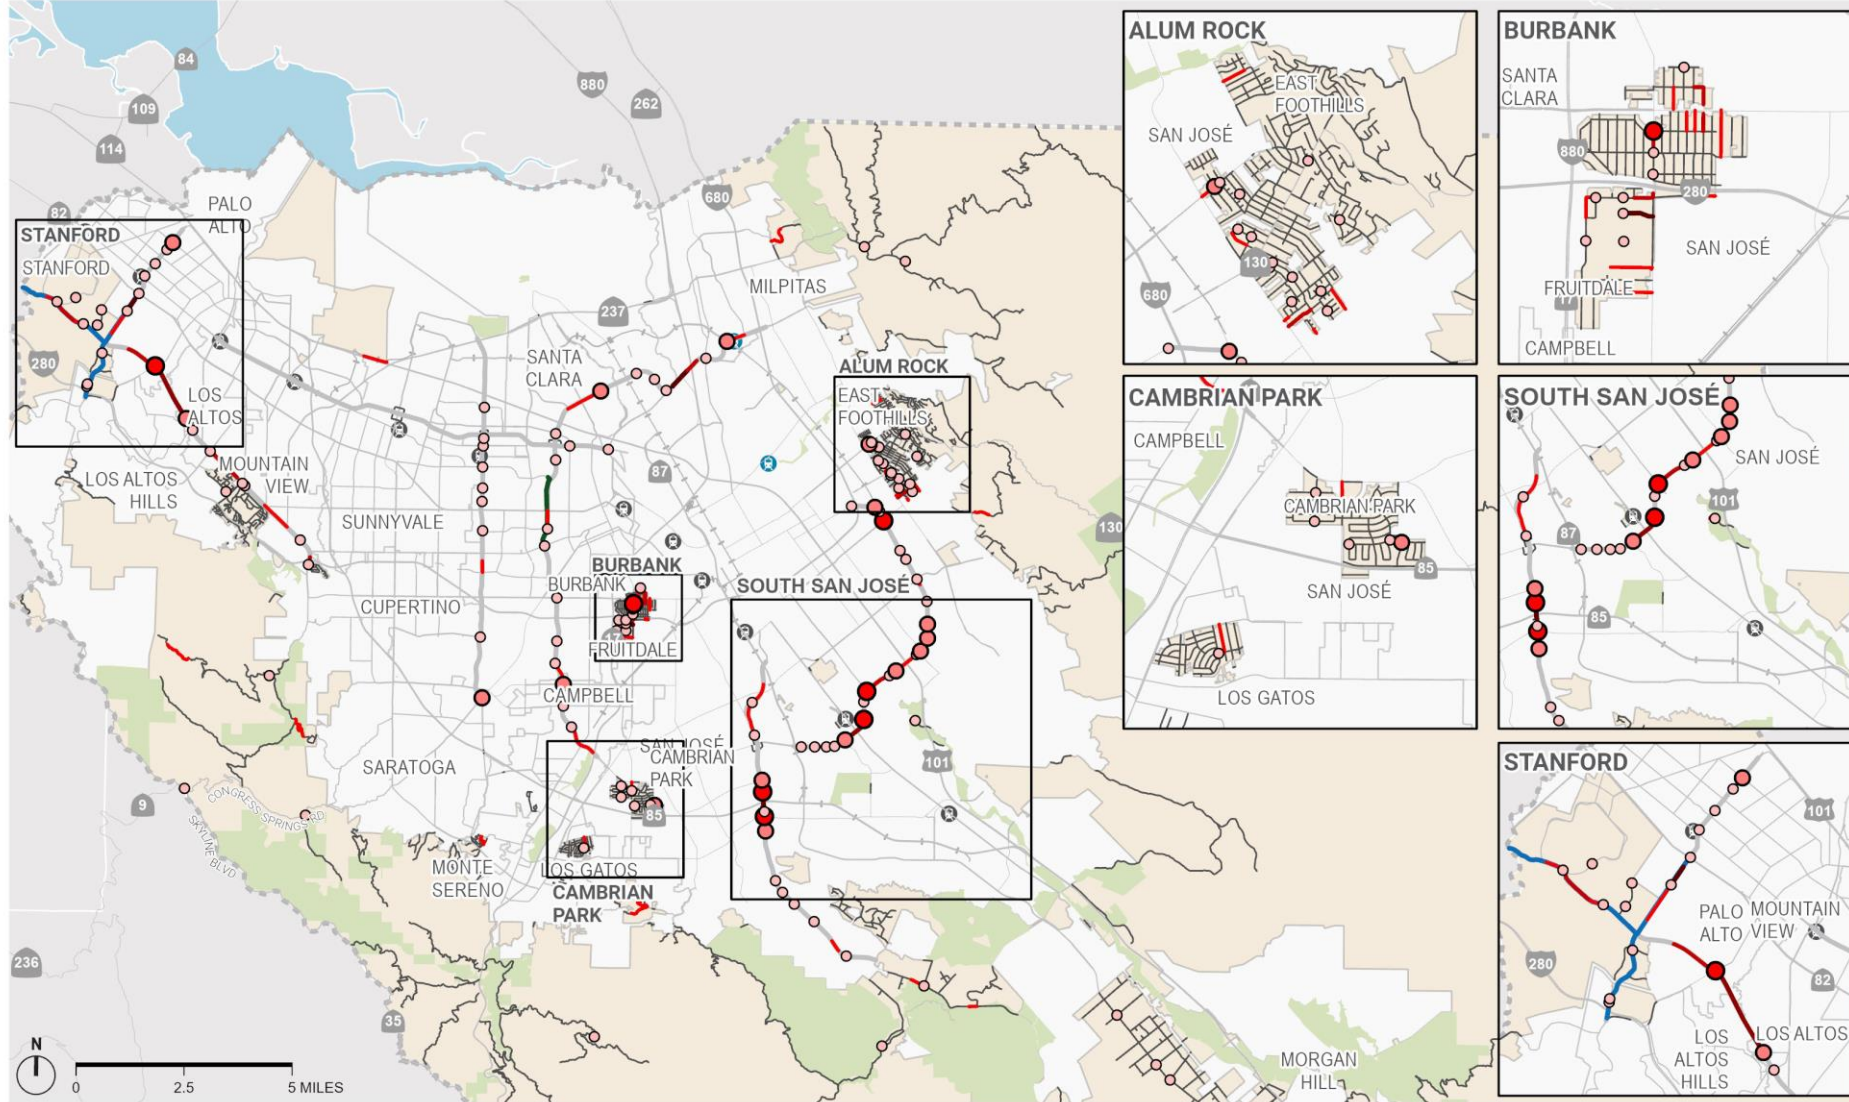 84
109
114
82
880
262
680
PALO
ALTO
STANFORD
STANFORD
280
LOS
ALTOS
LOS ALTOS
HILLS
MOUNTAIN
VIEW
SUNNYVALE
CUPERTINO
SANTA
CLARA
237
MILPITAS
87
ALUM ROCK
EAST
FOOTHILLS
130
BURBANK
BURBANK
17
FRUITDALE
SOUTH SAN JOSÉ
CAMPBELL
SAN JOSÉ
CAMBRIAN
PARK
85
101
SARATOGA
9
CONGRESS SPRINGS RD
SKYLINE BLVD
MONTE
SERENO
LOS GATOS
CAMBRIAN
PARK
236
35
MORGAN
HILL
N
0
2.5
5 MILES
ALUM ROCK
EAST
FOOTHILLS
SAN JOSÉ
130
680
BURBANK
SANTA
CLARA
880
280
SAN JOSÉ
FRUITDALE
17
CAMPBELL
CAMBRIAN PARK
CAMPBELL
CAMBRIAN PARK
85
SAN JOSÉ
LOS GATOS
SOUTH SAN JOSÉ
SAN JOSÉ
101
87
85
STANFORD
101
PALO
ALTO
MOUNTAIN
VIEW
280
82
LOS
ALTOS
HILLS
LOS ALTOS